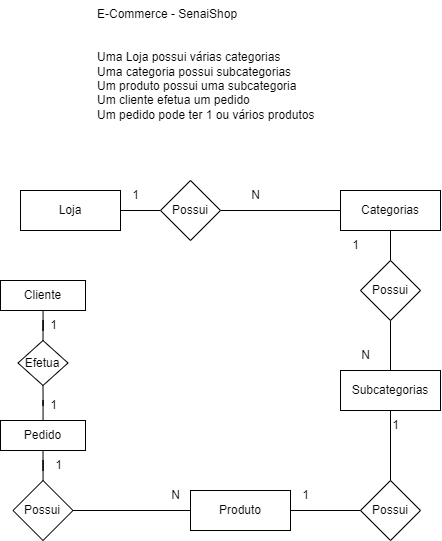 E-Commerce - SenaiShop
Uma Loja possui várias categorias
Uma categoria possui subcategorias
Um produto possui uma subcategoria
Um cliente efetua um pedido
Um pedido pode ter 1 ou vários produtos
Loja
1
Possui
N
Categorias
1
Possui
N
Subcategorias
1
Possui
Cliente
1
Efetua
1
Pedido
1
Possui
N
Produto
1